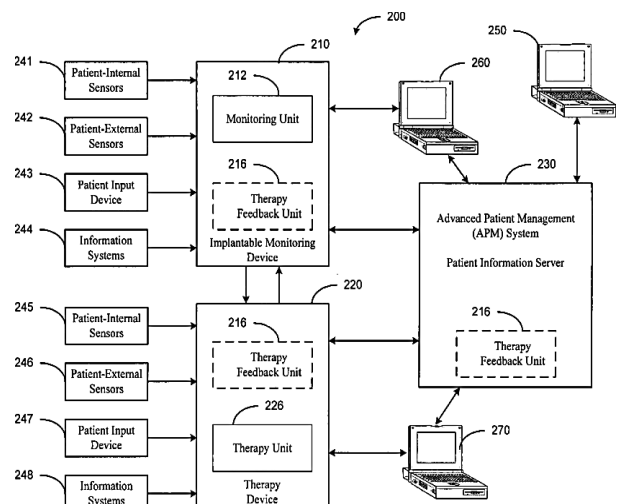 200
210
241
Patient-Internal
Sensors
212
Monitoring Unit
260
250
242
Patient-External
Sensors
243
Patient Input
Device
216
Therapy
Feedback Unit
230
Advanced Patient Management
(APM) System
Patient Information Server
244
Information
Systems
Implantable Monitoring
Device
245
Patient-Internal
Sensors
220
216
Therapy
Feedback Unit
216
Therapy
Feedback Unit
246
Patient-External
Sensors
247
Patient Input
Device
226
Therapy Unit
270
248
Information
Systems
Therapy
Device